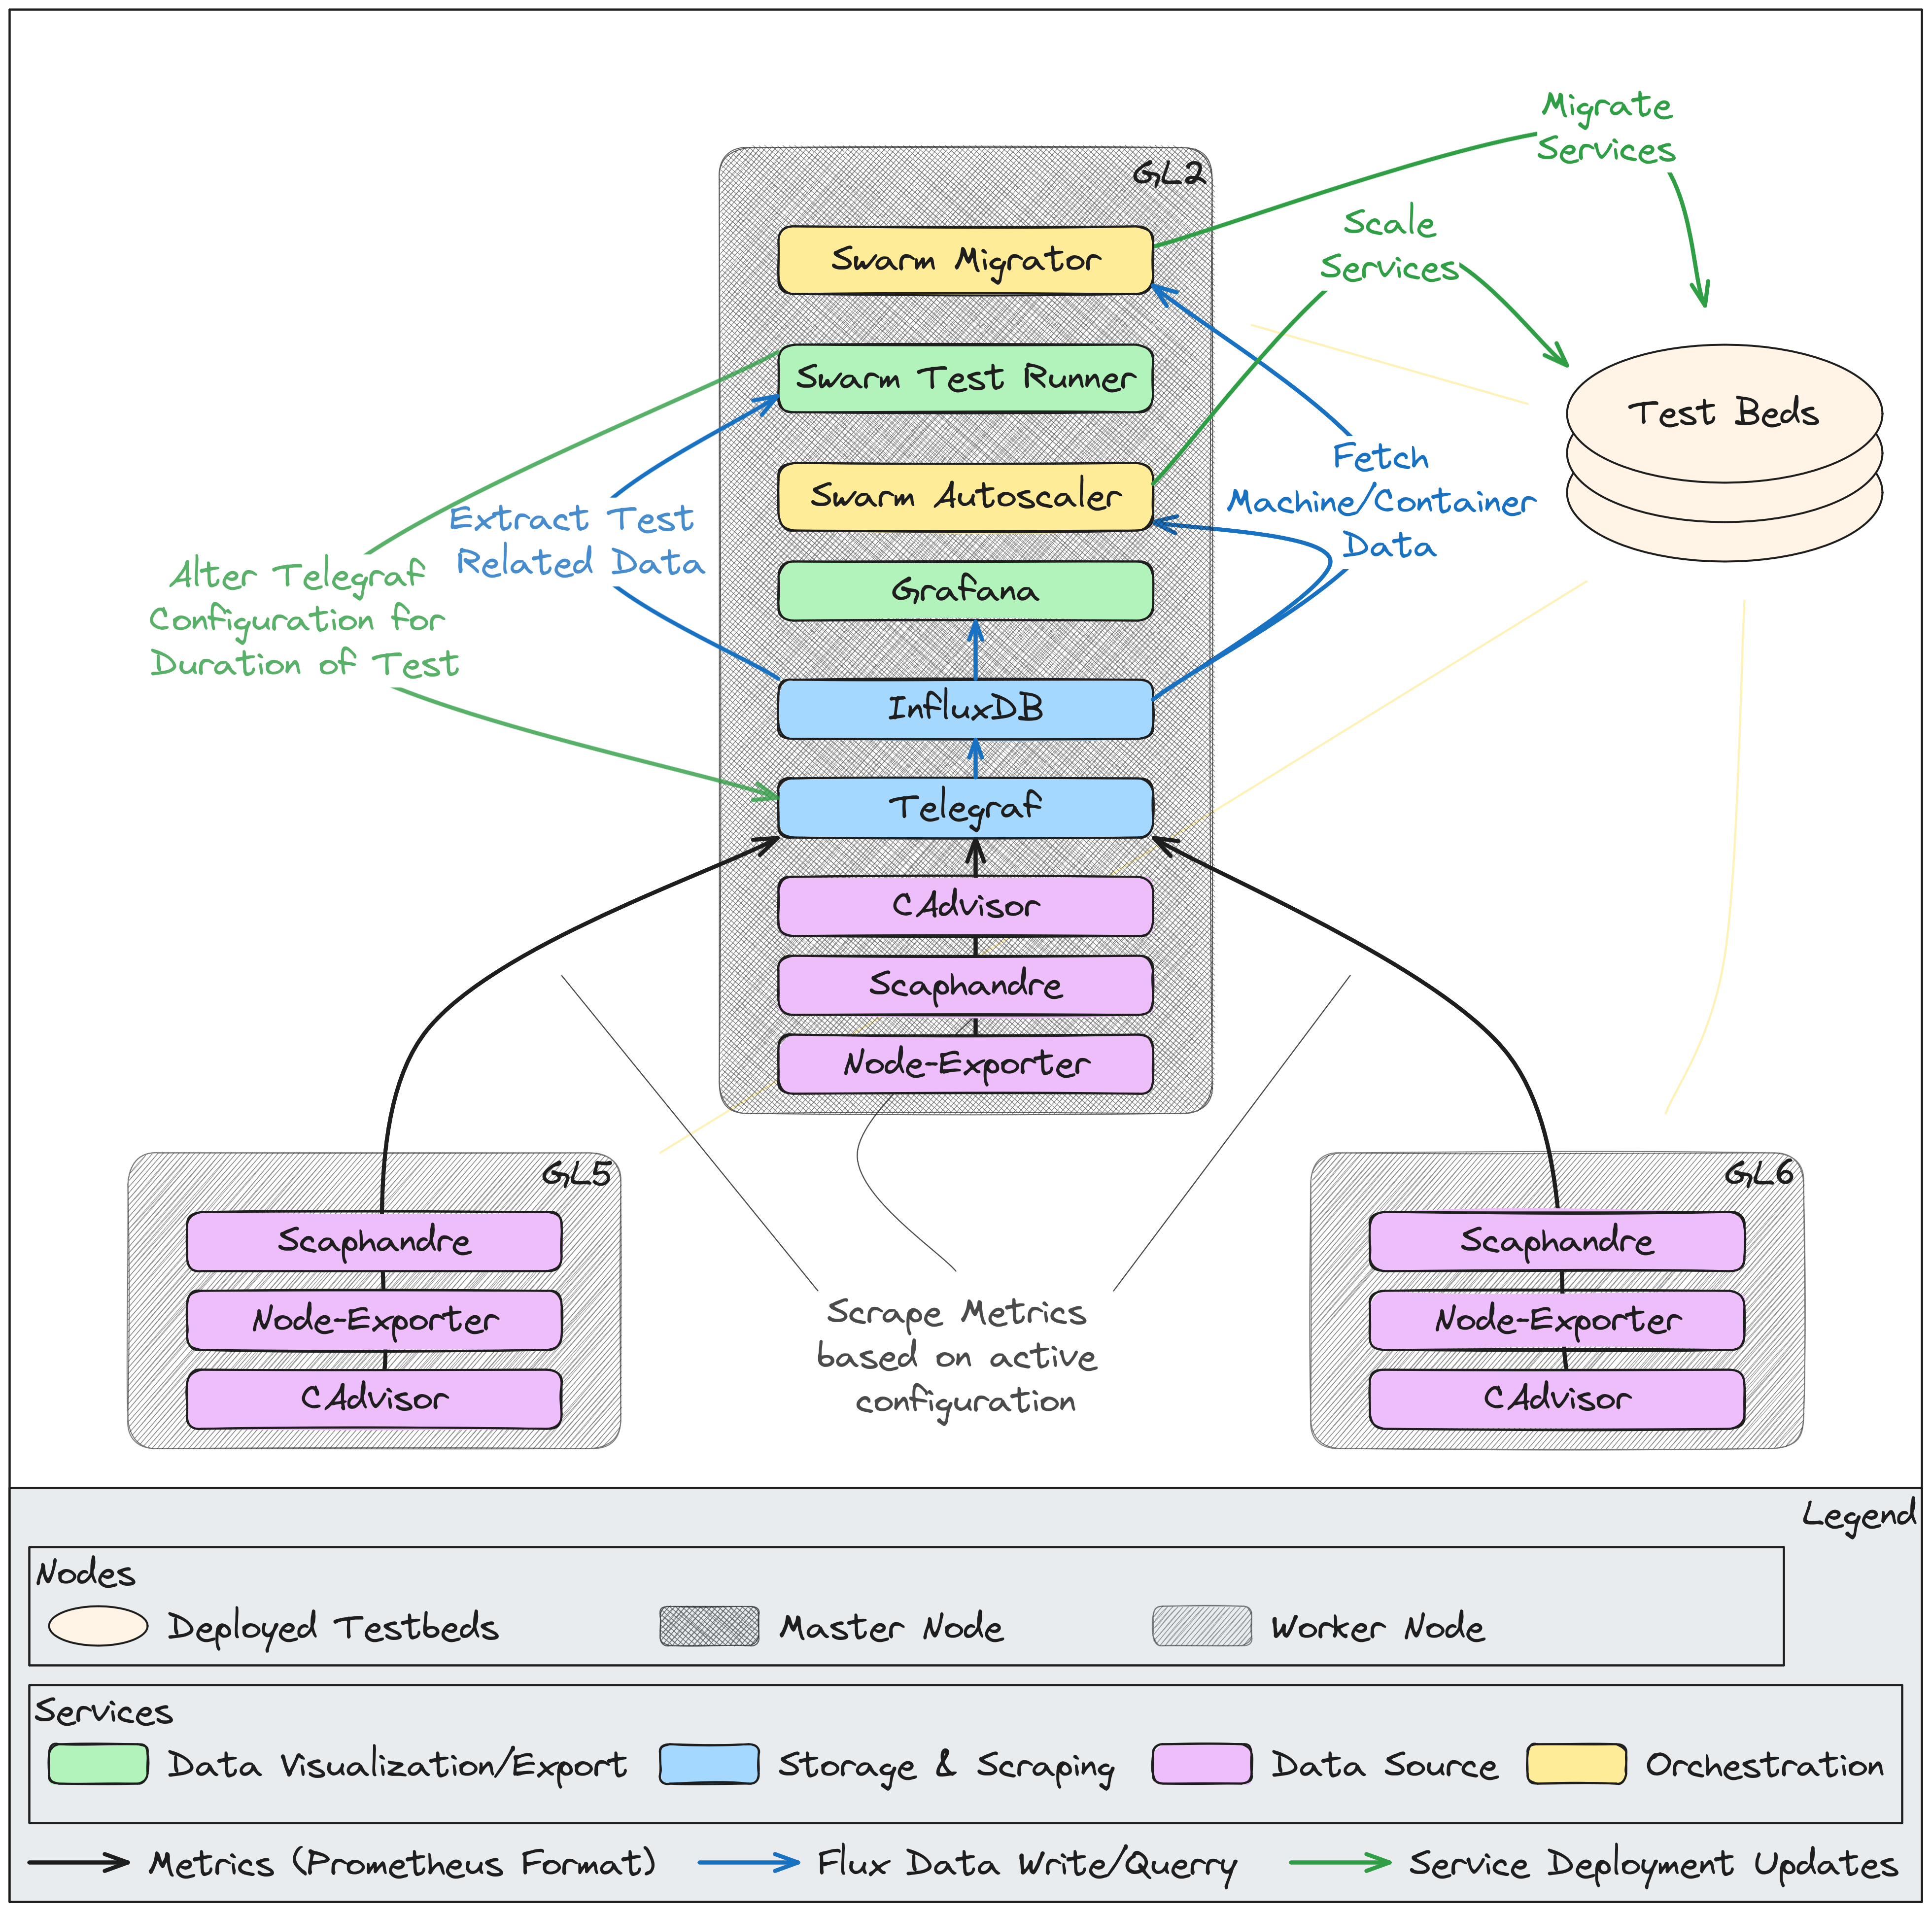 Migrate
Services
GL2
Scale
Services
Swarm Migrator
Swarm Test Runner
Test Beds
Fetch
Machine/Container
Data
Swarm Autoscaler
Extract Test
Related Data
Alter Telegraf
Configuration for
Duration of Test
Grafana
InfluxDB
Telegraf
CAdvisor
Scaphandre
Node-Exporter
GL5
Scaphandre
Node-Exporter
CAdvisor
GL6
Scaphandre
Node-Exporter
CAdvisor
Scrape Metrics
based on active
configuration
Legend
Nodes
Deployed Testbeds
Master Node
Worker Node
Services
Data Visualization/Export
Storage & Scraping
Data Source
Orchestration
Metrics (Prometheus Format)
Flux Data Write/Querry
Service Deployment Updates